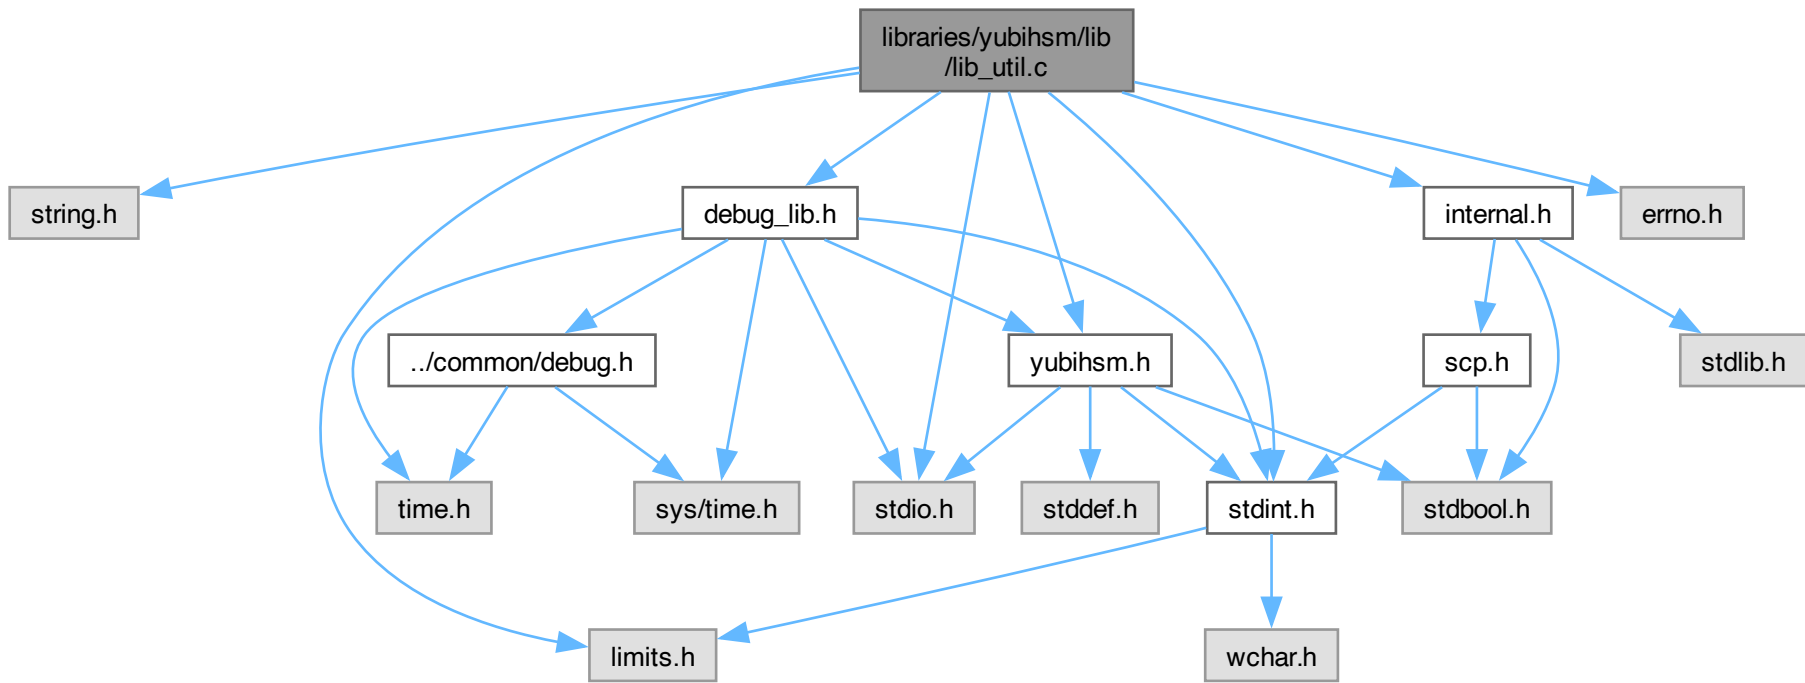 libraries/yubihsm/lib
/lib_util.c
string.h
debug_lib.h
internal.h
errno.h
../common/debug.h
yubihsm.h
scp.h
stdlib.h
time.h
sys/time.h
stdio.h
stddef.h
stdint.h
stdbool.h
limits.h
wchar.h